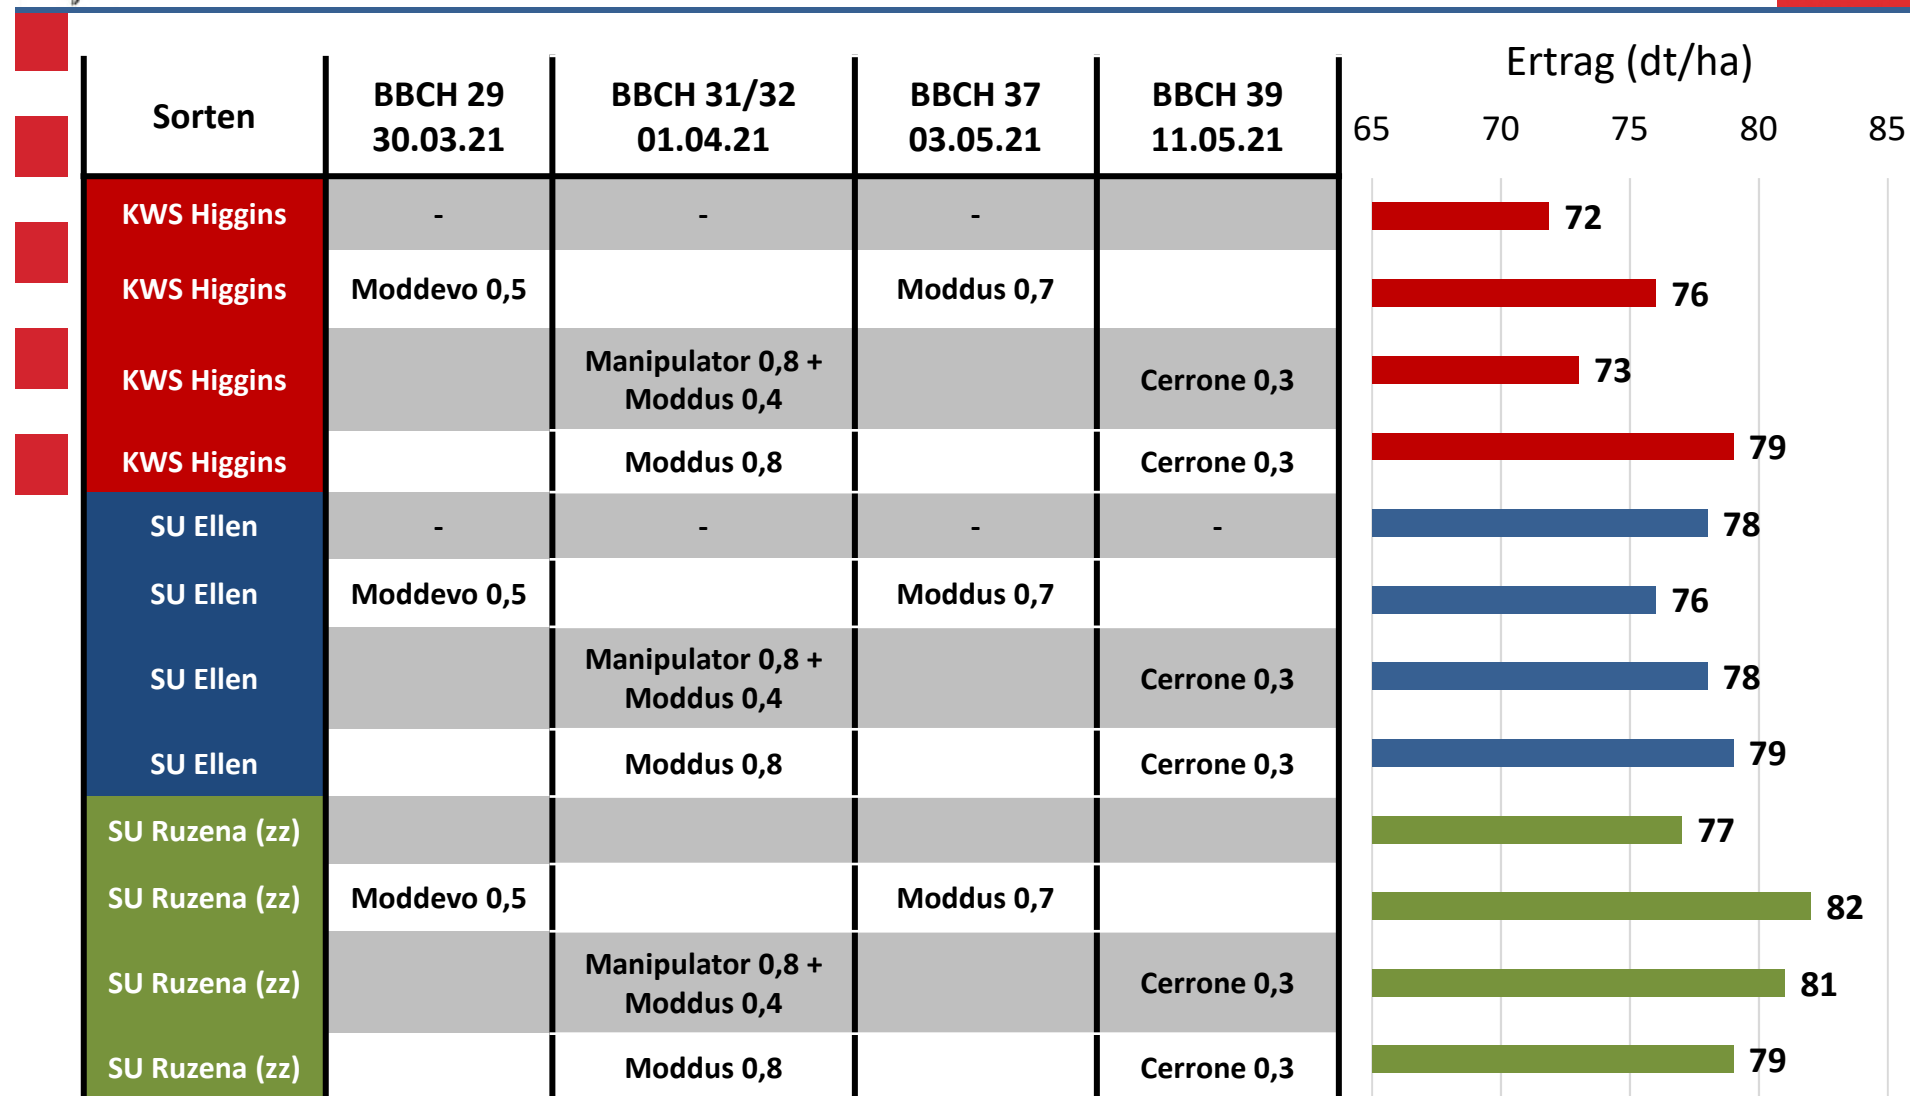 Ertrag (dt/ha)
Sorten
BBCH 29
30.03.21
BBCH 31/32
01.04.21
BBCH 37
03.05.21
BBCH 39
11.05.21
65 70 75 80 85
KWS Higgins - - - 72
KWS Higgins Moddevo 0,5 Moddus 0,7 76
KWS Higgins
Manipulator 0,8 +
Moddus 0,4
Cerrone 0,3
73
KWS Higgins Moddus 0,8 Cerrone 0,3 79
SU Ellen - - - - 78
SU Ellen Moddevo 0,5 Moddus 0,7 76
SU Ellen
Manipulator 0,8 +
Moddus 0,4
Cerrone 0,3
78
SU Ellen Moddus 0,8 Cerrone 0,3 79
SU Ruzena (zz) 77
SU Ruzena (zz) Moddevo 0,5 Moddus 0,7 82
SU Ruzena (zz)
Manipulator 0,8 +
Moddus 0,4
Cerrone 0,3
81
SU Ruzena (zz) Moddus 0,8 Cerrone 0,3 79